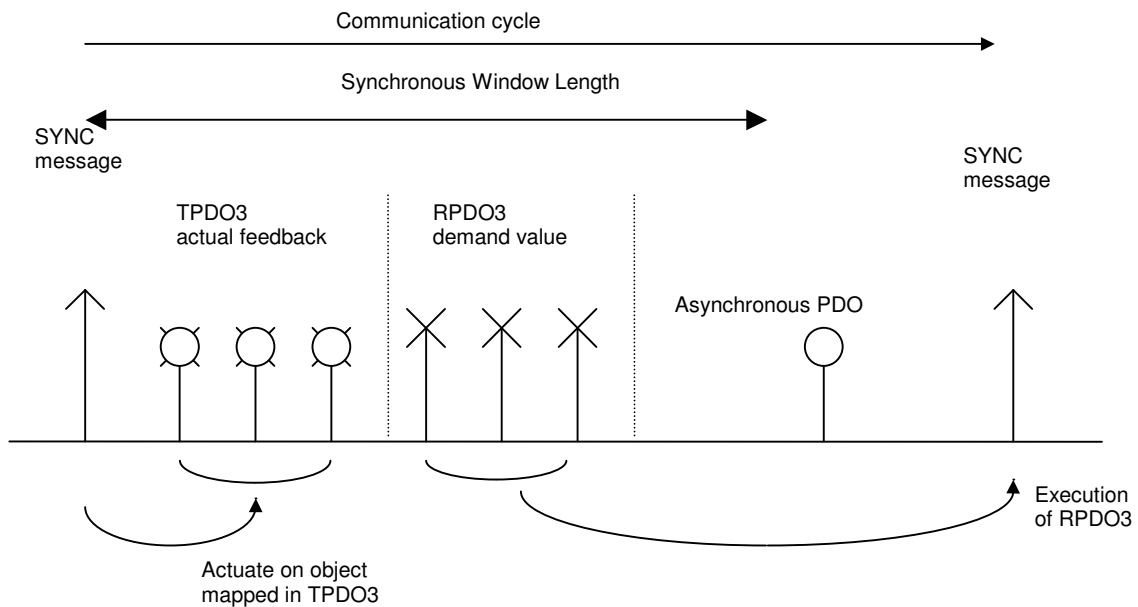 Communication cycle
Synchronous Window Length
SYNC
message
SYNC
message
TPDO3
actual feedback
RPDO3
demand value
Asynchronous PDO
Execution
of RPDO3
Actuate on object
mapped in TPDO3